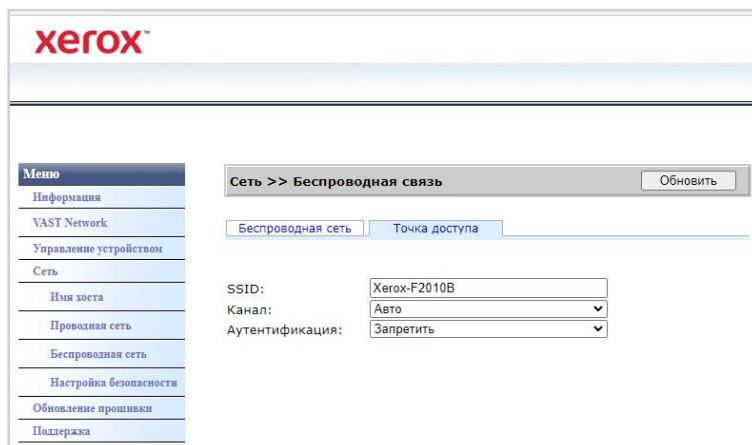 xerox™
Меню
Информация
VAST Network
Управление устройством
Сеть
Имя хоста
Проводная сеть
Беспроводная сеть
Настройка безопасности
Обновление прошивки
Поддержка
Сеть >> Беспроводная связь Обновить
Беспроводная сеть Точка доступа
SSID: Xerox-F2010B
Канал: Авто
Аутентификация: Запретить